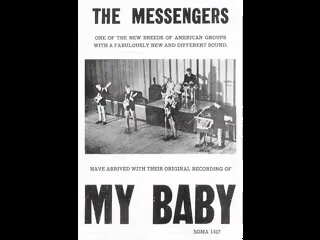 THE MESSENGERS
ONE OF THE NEW BREEDS OF AMERICAN GROUPS
WITH A FABULOUSLY NEW AND DIFFERENT SOUND,
HAVE ARRIVED WITH THEIR ORIGINAL RECORDING OF
MY BABY
SOMA 1427